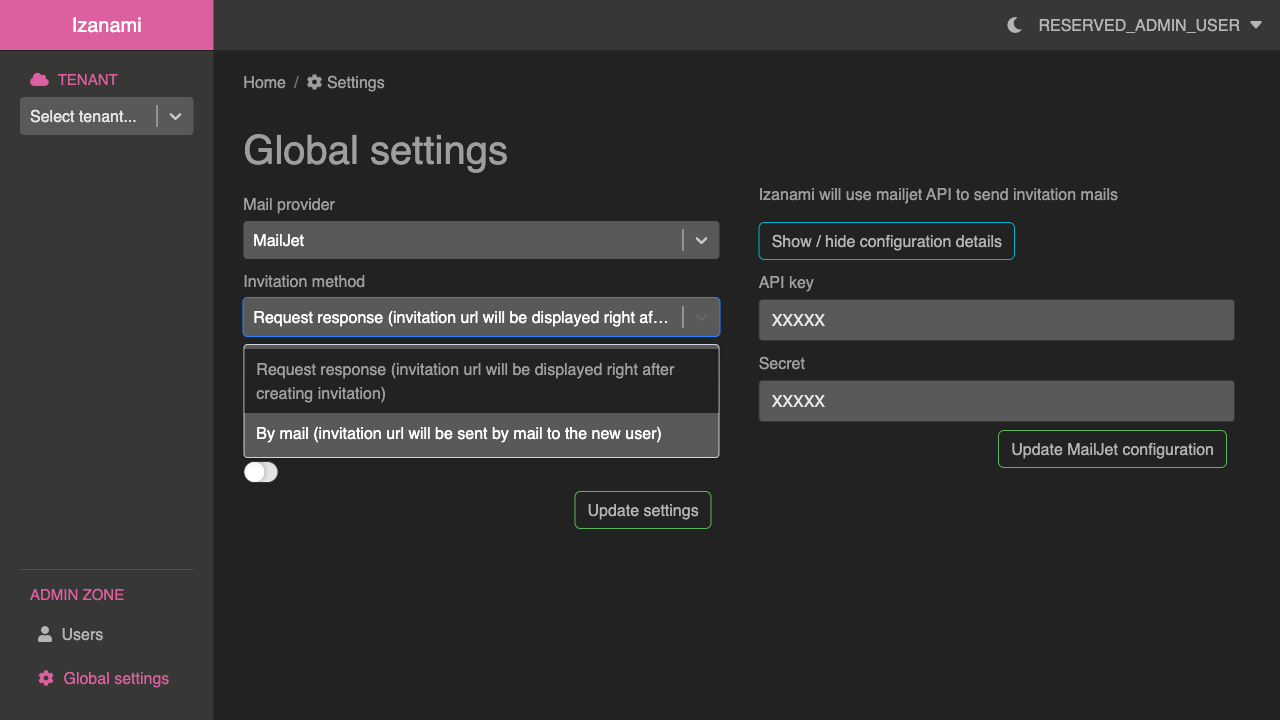 Izanami
RESERVED_ADMIN_USER
TENANT
Select tenant...
Home / Settings
Global settings
Mail provider
MailJet
Invitation method
Request response (invitation url will be displayed right af...
Request response (invitation url will be displayed right after
creating invitation)
By mail (invitation url will be sent by mail to the new user)
Update settings
Izanami will use mailjet API to send invitation mails
Show / hide configuration details
API key
XXXXX
Secret
XXXXX
Update MailJet configuration
ADMIN ZONE
Users
Global settings